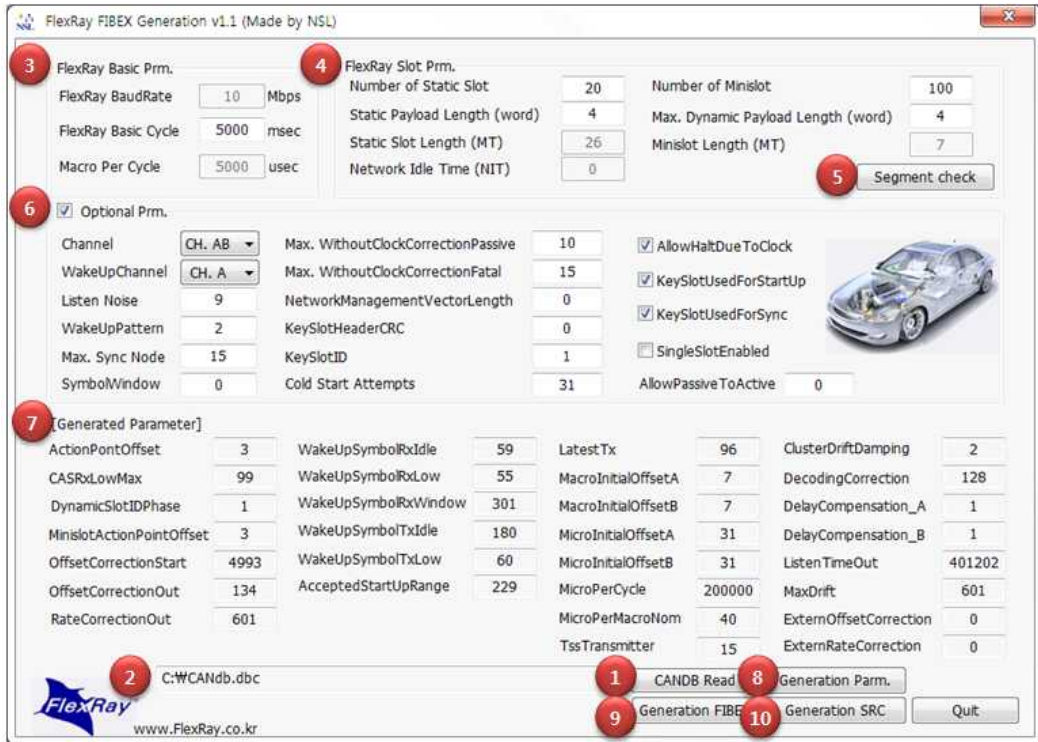 FlexRay FIBEX Generation v1.1 (Made by NSL)
3 FlexRay Basic Prm.
FlexRay BaudRate 10 Mbps
FlexRay Basic Cycle 5000 msec
Macro Per Cycle 5000 usec
4 FlexRay Slot Prm.
Number of Static Slot 20 Number of Minislot 100
Static Payload Length (word) 4 Max. Dynamic Payload Length (word) 4
Static Slot Length (MT) 26 Minislot Length (MT) 7
Network Idle Time (NIT) 0
5 Segment check
6 Optional Prm.
Channel CH. AB Max. WithoutClockCorrectionPassive 10 AllowHaltDueToClock
WakeUpChannel CH. A Max. WithoutClockCorrectionFatal 15 KeySlotUsedForStartUp
Listen Noise 9 NetworkManagementVectorLength 0 KeySlotUsedForSync
WakeUpPattern 2 KeySlotHeaderCRC 0
Max. Sync Node 15 KeySlotID 1 SingleSlotEnabled
SymbolWindow 0 Cold Start Attempts 31 AllowPassiveToActive 0
7 [Generated Parameter]
ActionPontOffset 3 WakeUpSymbolRxIdle 59 LatestTx 96 ClusterDriftDamping 2
CASRxLowMax 99 WakeUpSymbolRxLow 55 MacroInitialOffsetA 7 DecodingCorrection 128
DynamicSlotIDPhase 1 WakeUpSymbolRxWindow 301 MacroInitialOffsetB 7 DelayCompensation_A 1
MinislotActionPointOffset 3 WakeUpSymbolTxIdle 180 MicroInitialOffsetA 31 DelayCompensation_B 1
OffsetCorrectionStart 4993 WakeUpSymbolTxLow 60 MicroInitialOffsetB 31 ListenTimeOut 401202
OffsetCorrectionOut 134 AcceptedStartUpRange 229 MicroPerCycle 200000 MaxDrift 601
RateCorrectionOut 601 MicroPerMacroNom 40 ExternOffsetCorrection 0
TssTransmitter 15 ExternRateCorrection 0
2 C:₩CANdb.dbc 1 CANDB Read 8 Generation Parm.
FlexRay 9 Generation FIBE 10 Generation SRC Quit
www.FlexRay.co.kr